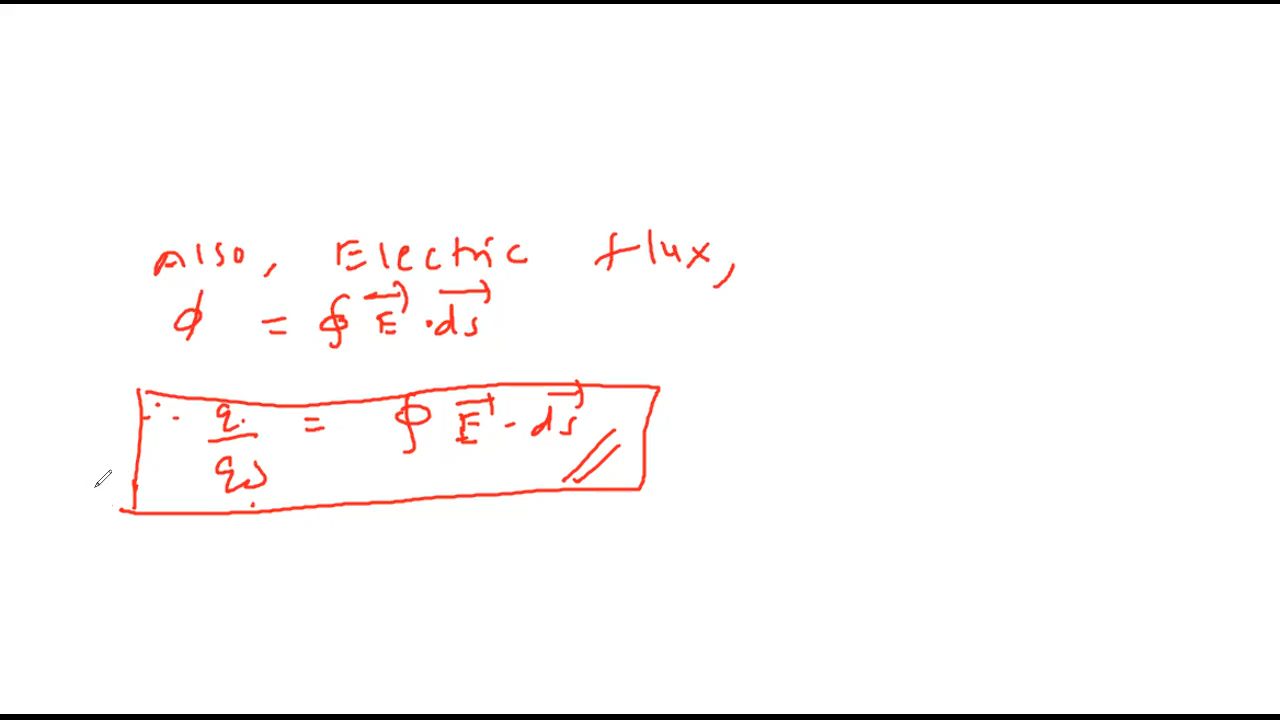 Also, Electric flux,
ϕ = ∮ E⃗ · ds⃗
∴ q/ε₀ = ∮ E⃗ · ds⃗